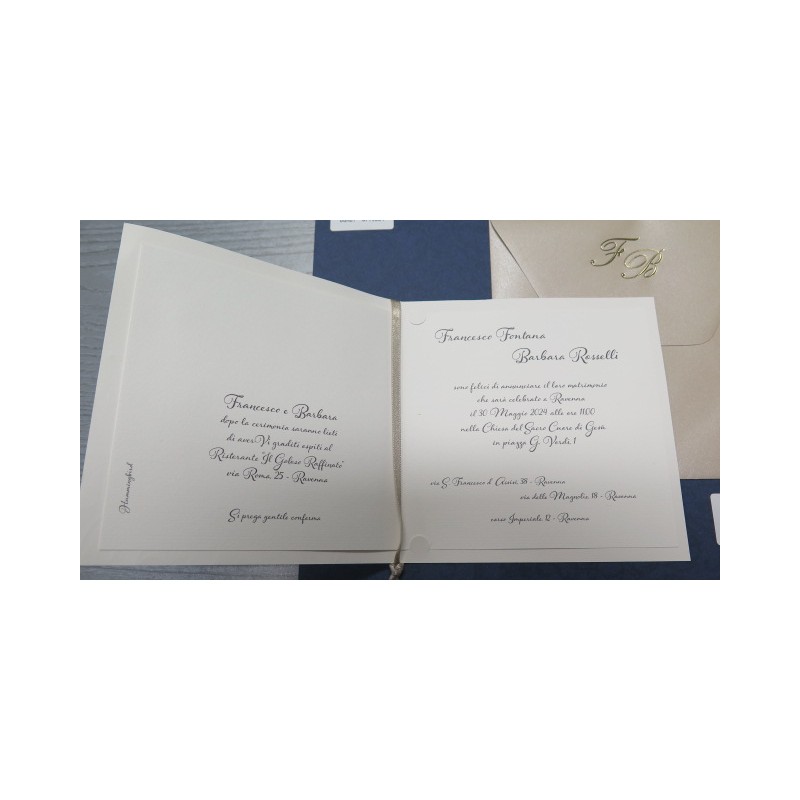 F B
Francesco e Barbara
dopo la cerimonia saranno lieti
di averVi graditi ospiti al
Ristorante "Il Goloso Raffinato"
via Roma, 25 - Ravenna
Si prega gentile conferma
Hummingbird
Francesco Fontana
Barbara Rosselli
sono felici di annunciare il loro matrimonio
che sarà celebrato a Ravenna
il 30 Maggio 2024 alle ore 11.00
nella Chiesa del Sacro Cuore di Gesù
in piazza G. Verdi, 1
via S. Francesco d'Assisi, 38 - Ravenna
via delle Magnolie, 18 - Ravenna
corso Imperiale, 12 - Ravenna